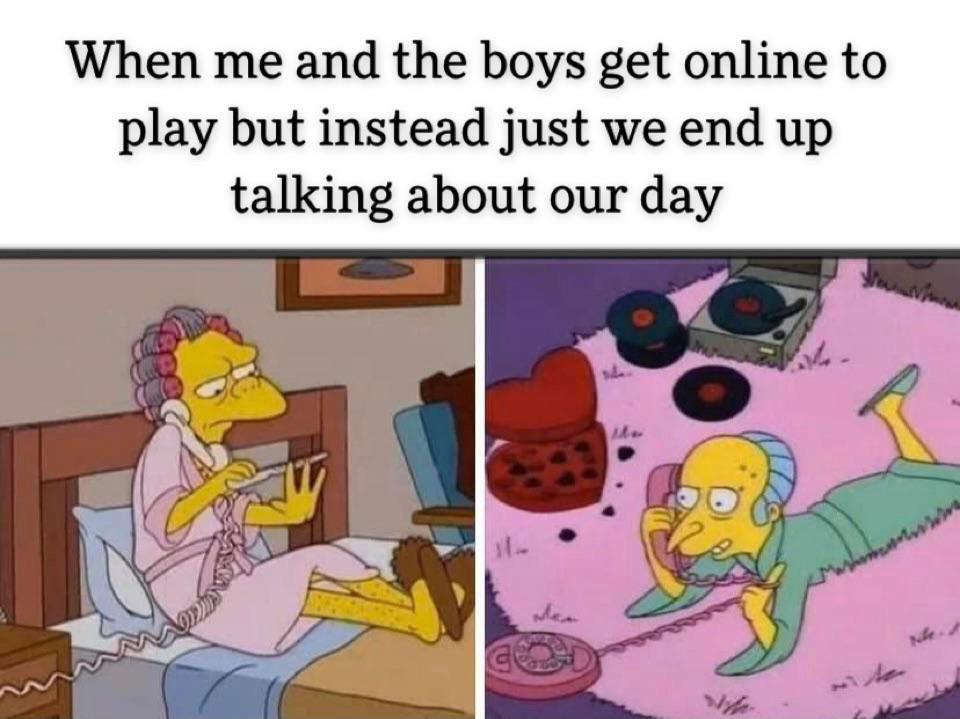 When me and the boys get online to
play but instead just we end up
talking about our day